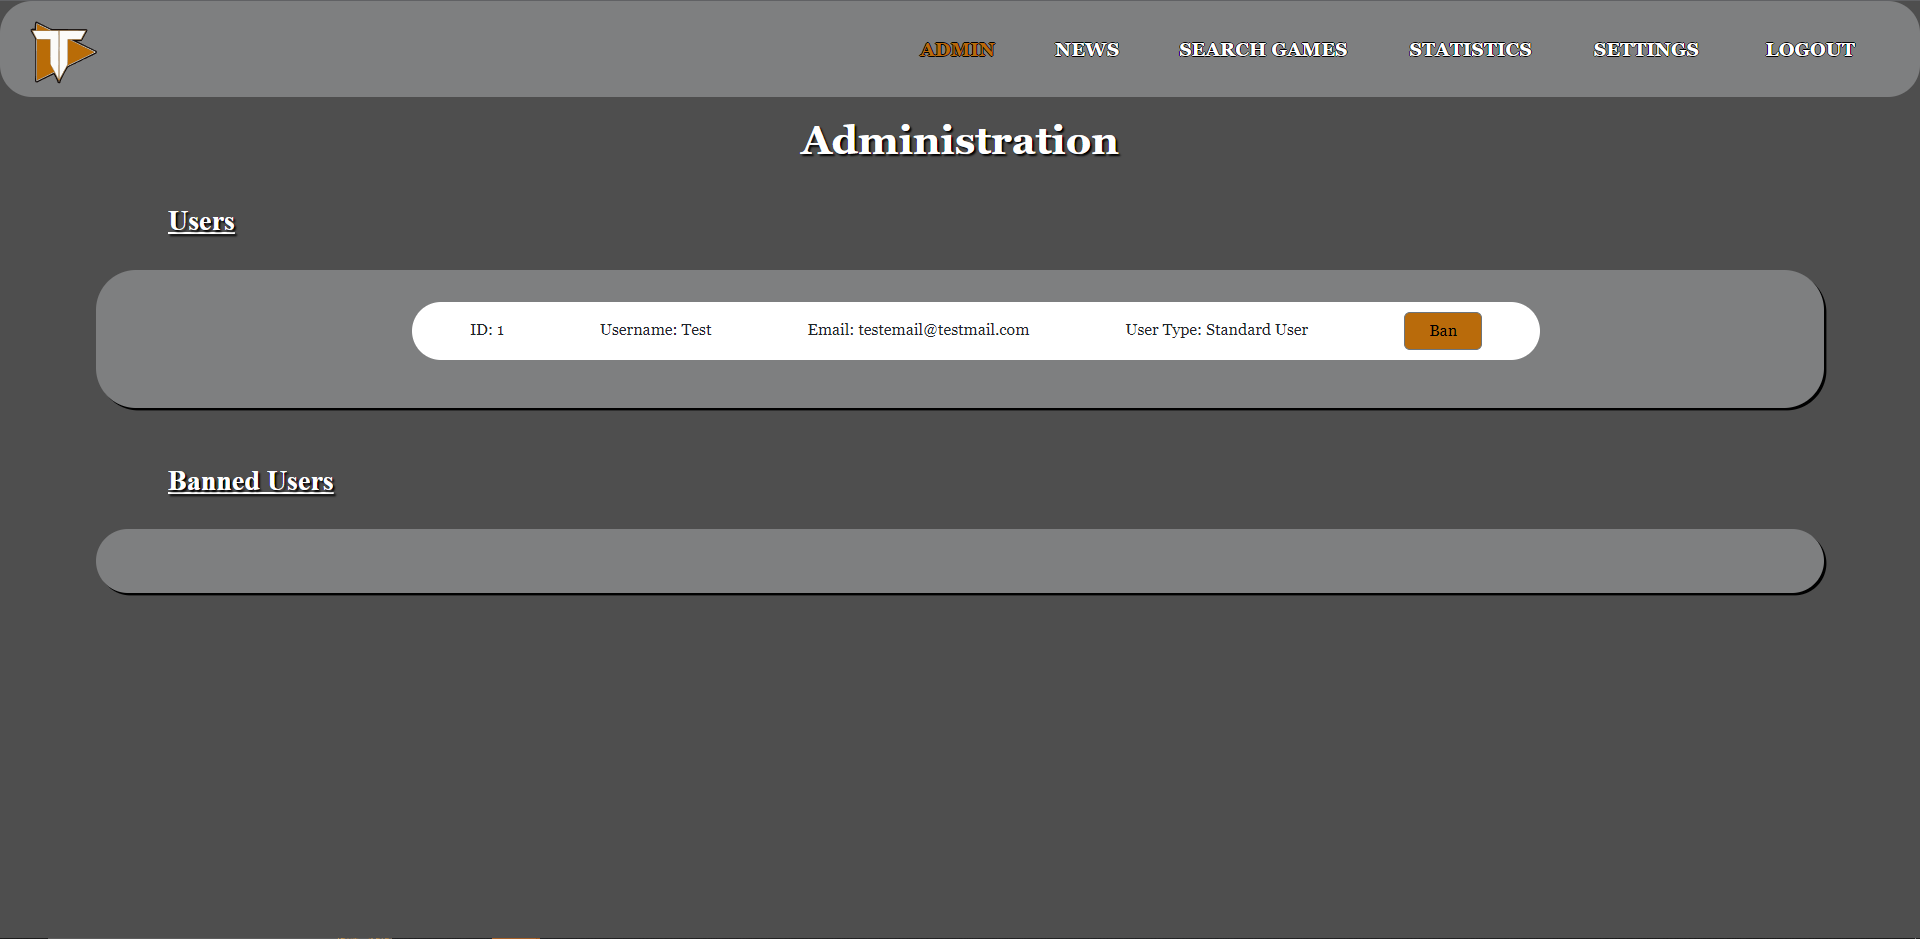 ADMIN NEWS SEARCH GAMES STATISTICS SETTINGS LOGOUT
Administration
Users
ID: 1 Username: Test Email: testemail@testmail.com User Type: Standard User Ban
Banned Users